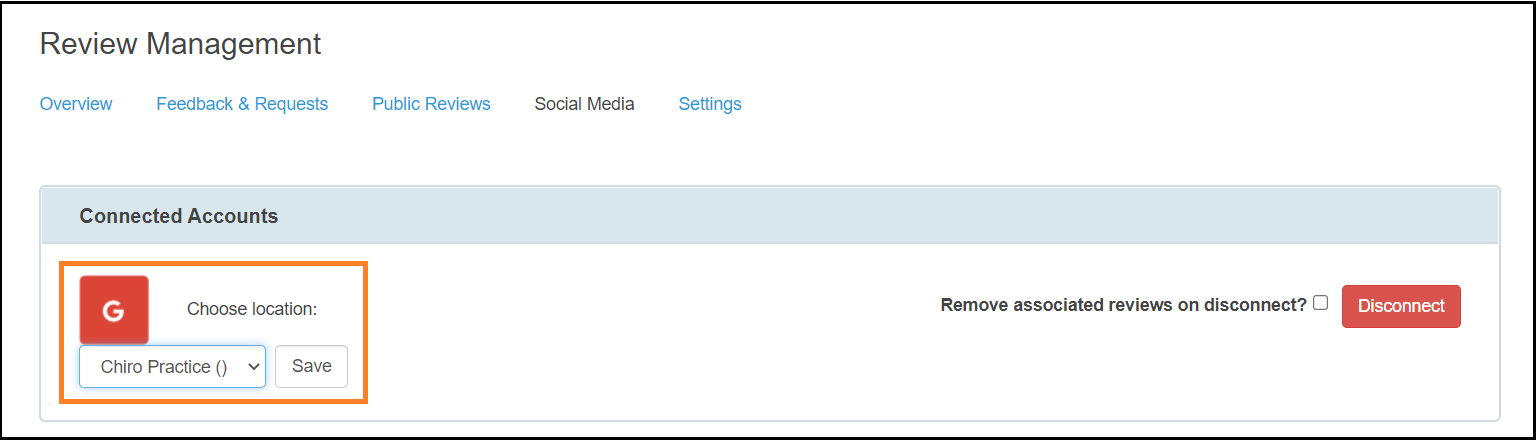 Review Management
Overview Feedback & Requests Public Reviews Social Media Settings
Connected Accounts
G Choose location:
Remove associated reviews on disconnect? Disconnect
Chiro Practice () Save